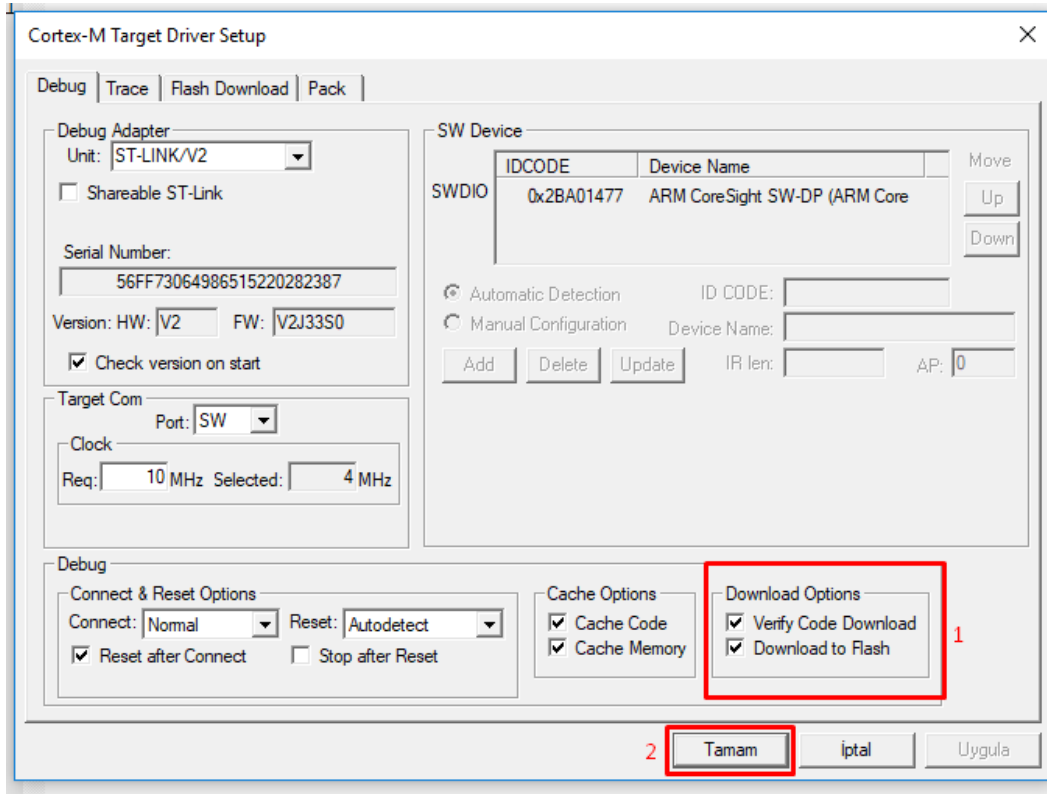 Cortex-M Target Driver Setup
Debug Trace Flash Download Pack
Debug Adapter
Unit: ST-LINK/V2
Shareable ST-Link
Serial Number:
56FF73064986515220282387
Version: HW: V2 FW: V2J33S0
Check version on start
Target Com
Port: SW
Clock
Req: 10 MHz Selected: 4 MHz
SW Device
IDCODE Device Name
SWDIO 0x2BA01477 ARM CoreSight SW-DP (ARM Core
Move
Up
Down
Automatic Detection ID CODE:
Manual Configuration Device Name:
Add Delete Update IR len: AP: 0
Debug
Connect & Reset Options
Connect: Normal Reset: Autodetect
Reset after Connect Stop after Reset
Cache Options
Cache Code
Cache Memory
Download Options
Verify Code Download
Download to Flash
1
2 Tamam İptal Uygula